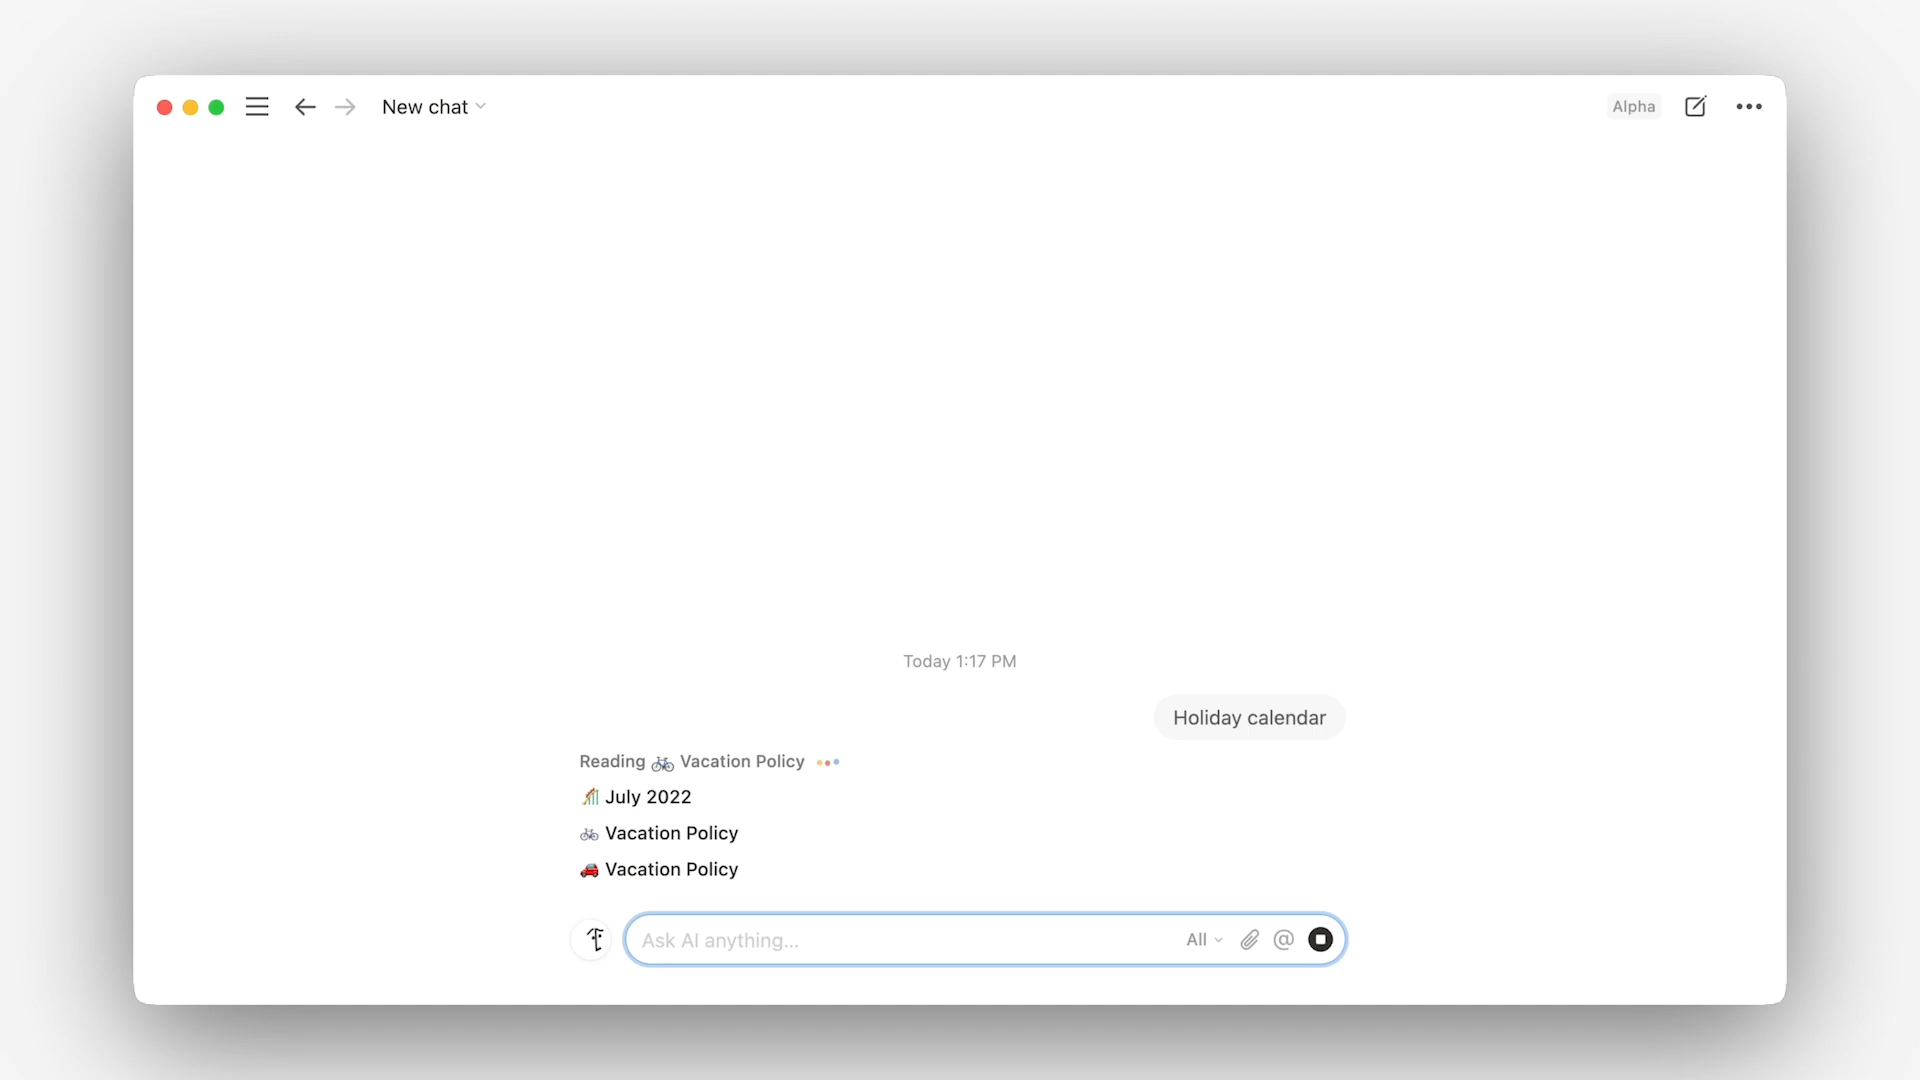 New chat
Alpha
Today 1:17 PM
Holiday calendar
Reading 🚲 Vacation Policy
July 2022
Vacation Policy
Vacation Policy
Ask AI anything...
All
@